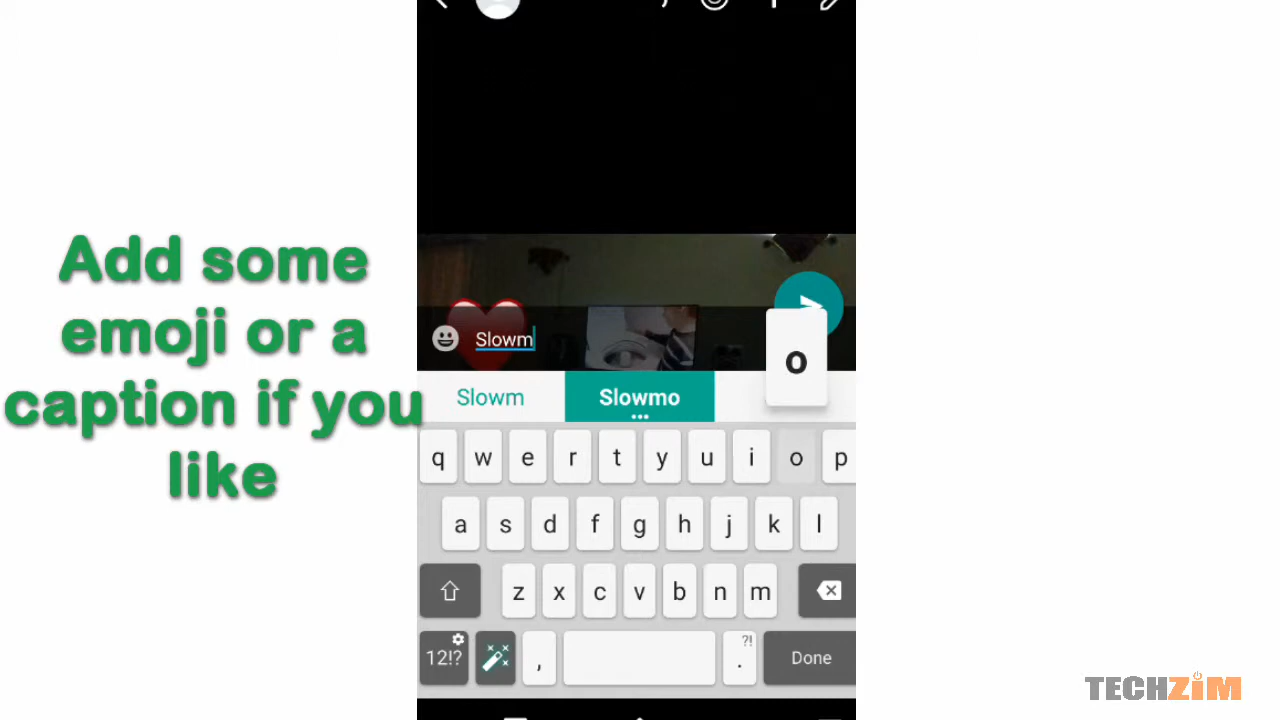 Add some
emoji or a
caption if you
like
Slowm
o
Slowm Slowmo
q w e r t y u i o p
a s d f g h j k l
z x c v b n m
12!? , . ?! Done
TECHZiM